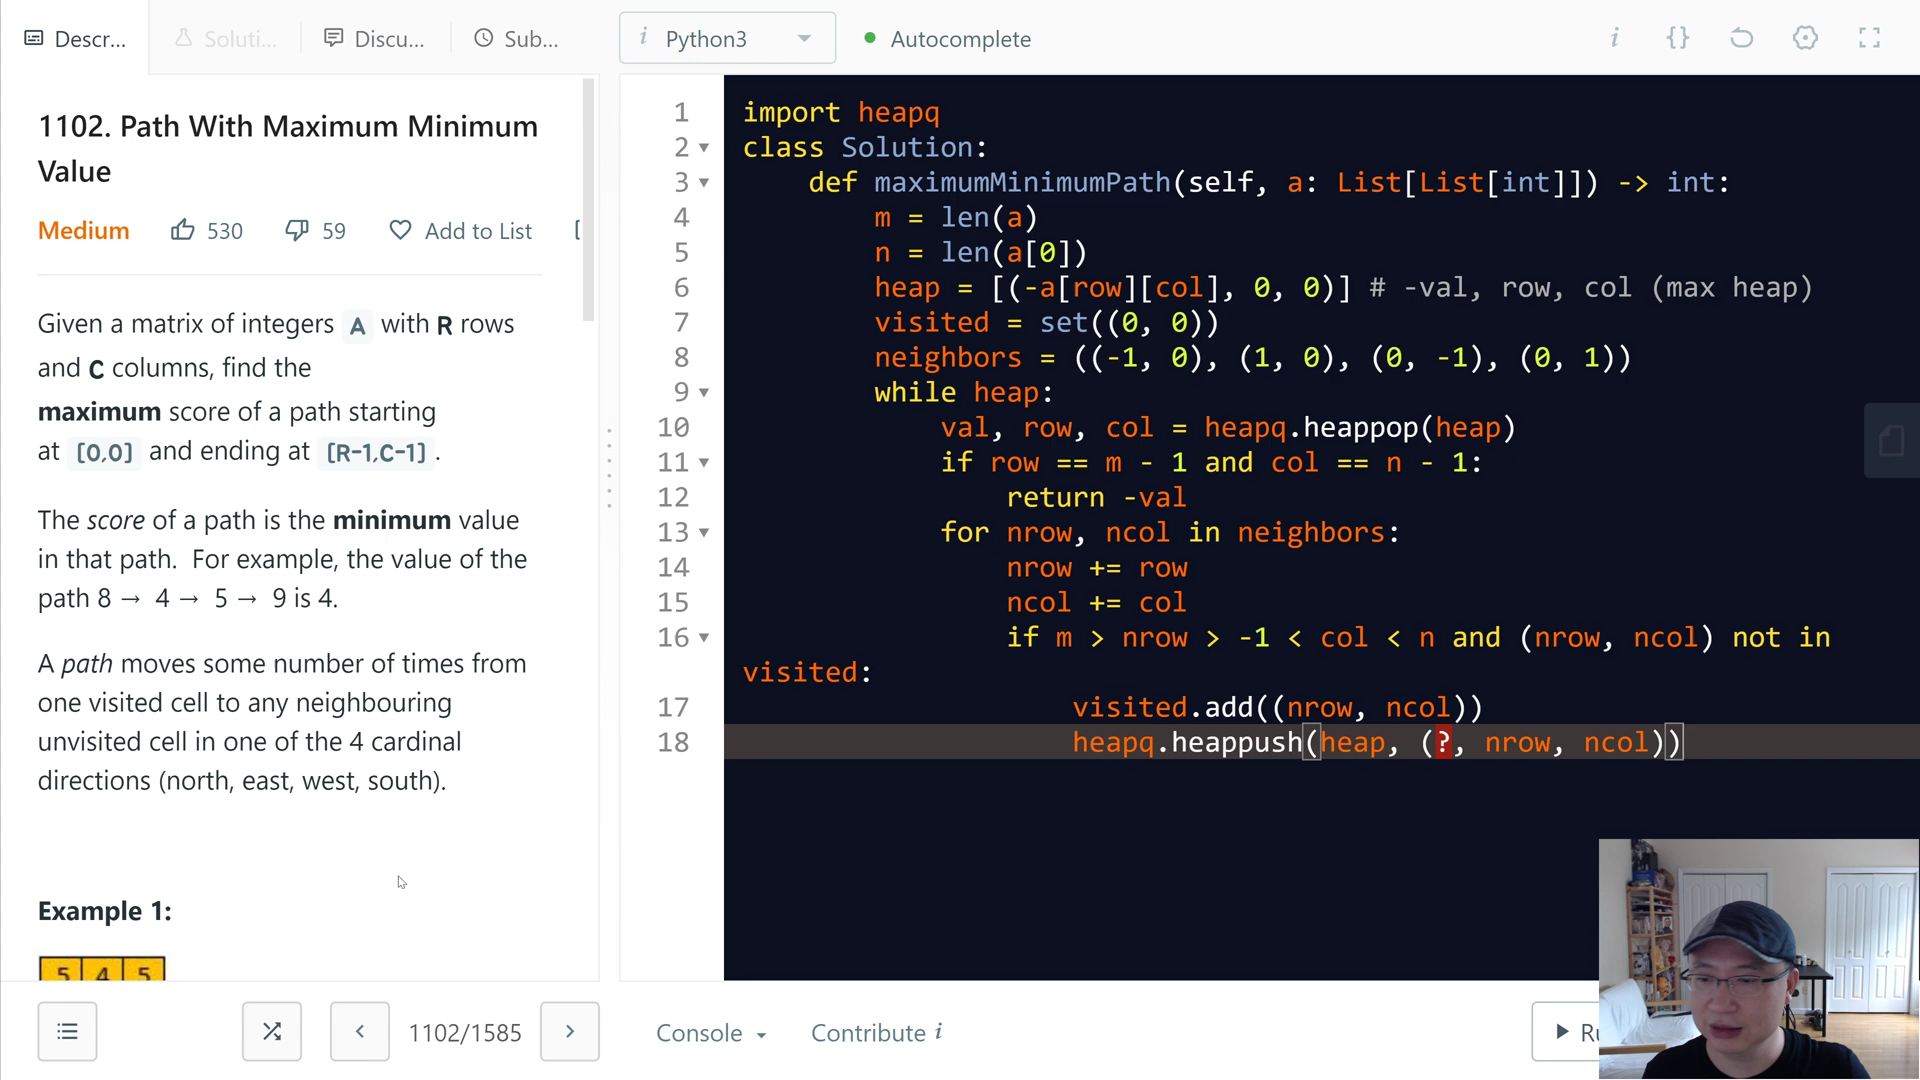 Descr...
Soluti...
Discu...
Sub...
i Python3
Autocomplete
i {}
1102. Path With Maximum Minimum
Value
Medium
530
59
Add to List
Given a matrix of integers A with R rows
and C columns, find the
maximum score of a path starting
at [0,0] and ending at [R-1,C-1].
The score of a path is the minimum value
in that path.  For example, the value of the
path 8 →  4 →  5 →  9 is 4.
A path moves some number of times from
one visited cell to any neighbouring
unvisited cell in one of the 4 cardinal
directions (north, east, west, south).
Example 1:
5 4 5
1 import heapq
2 class Solution:
3 def maximumMinimumPath(self, a: List[List[int]]) -> int:
4 m = len(a)
5 n = len(a[0])
6 heap = [(-a[row][col], 0, 0)] # -val, row, col (max heap)
7 visited = set((0, 0))
8 neighbors = ((-1, 0), (1, 0), (0, -1), (0, 1))
9 while heap:
10 val, row, col = heapq.heappop(heap)
11 if row == m - 1 and col == n - 1:
12 return -val
13 for nrow, ncol in neighbors:
14 nrow += row
15 ncol += col
16 if m > nrow > -1 < col < n and (nrow, ncol) not in
visited:
17 visited.add((nrow, ncol))
18 heapq.heappush(heap, (?, nrow, ncol))
1102/1585
Console
Contribute i